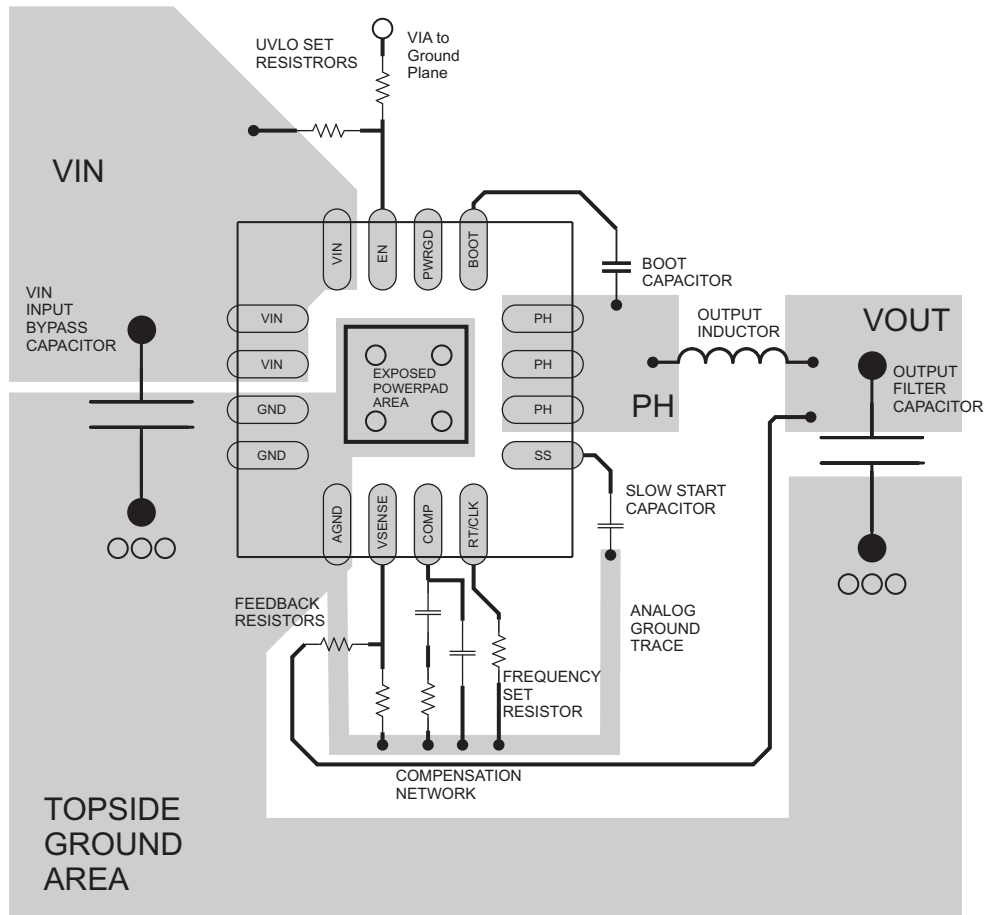 UVLO SET
RESISTRORS
VIA to
Ground
Plane
VIN
VIN
EN
PWRGD
BOOT
BOOT
CAPACITOR
VIN
INPUT
BYPASS
CAPACITOR
VIN
VIN
GND
GND
EXPOSED
POWERPAD
AREA
PH
PH
PH
SS
PH
OUTPUT
INDUCTOR
VOUT
OUTPUT
FILTER
CAPACITOR
SLOW START
CAPACITOR
AGND
VSENSE
COMP
RT/CLK
FEEDBACK
RESISTORS
ANALOG
GROUND
TRACE
FREQUENCY
SET
RESISTOR
COMPENSATION
NETWORK
TOPSIDE
GROUND
AREA